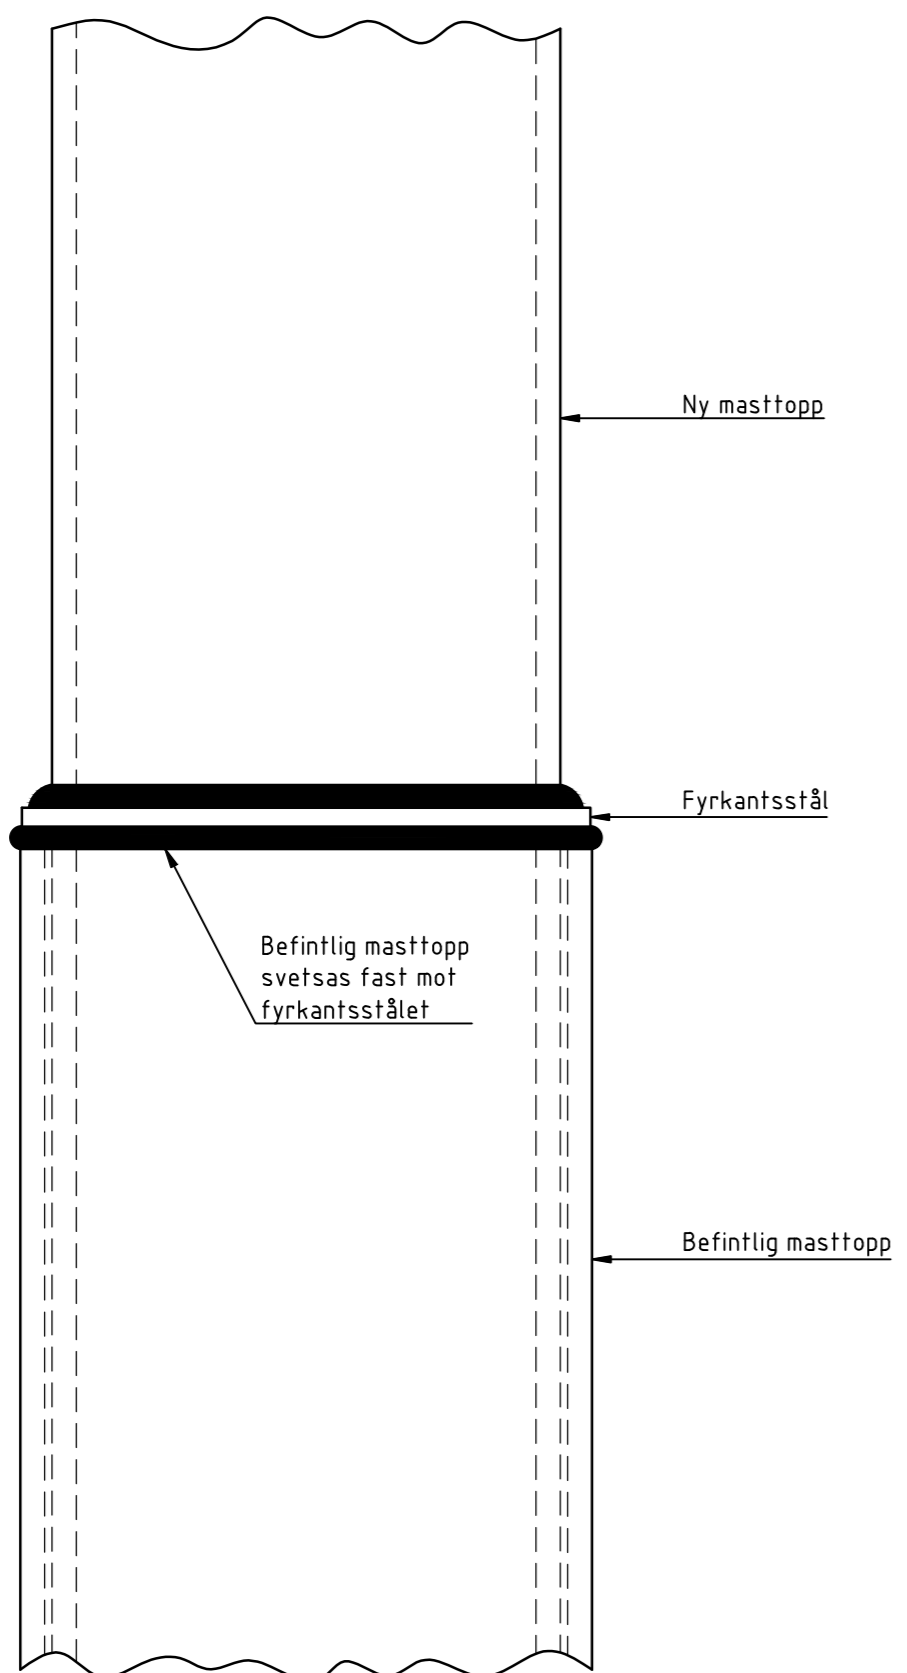 Ny masttopp
Fyrkantsstål
Befintlig masttopp
svetsas fast mot
fyrkantsstålet
Befintlig masttopp